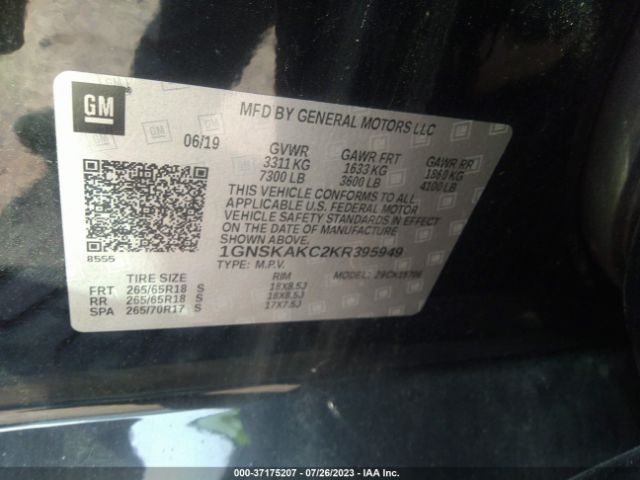 GM
MFD BY GENERAL MOTORS LLC
06/19
GVWR GAWR FRT GAWR RR
3311 KG 1633 KG 1860 KG
7300 LB 3600 LB 4100 LB
THIS VEHICLE CONFORMS TO ALL
APPLICABLE U.S. FEDERAL MOTOR
VEHICLE SAFETY STANDARDS IN EFFECT
ON THE DATE OF MANUFACTURE
SHOWN ABOVE.
8555
1GNSKAKC2KR395949
TYPE: M.P.V. MODEL:
TIRE SIZE RIM
FRT 265/65R18 S 18X8.5J
RR 265/65R18 S 18X8.5J
SPA 265/70R17 S 17X7.5J
000-37175207 - 07/26/2023 - IAA Inc.